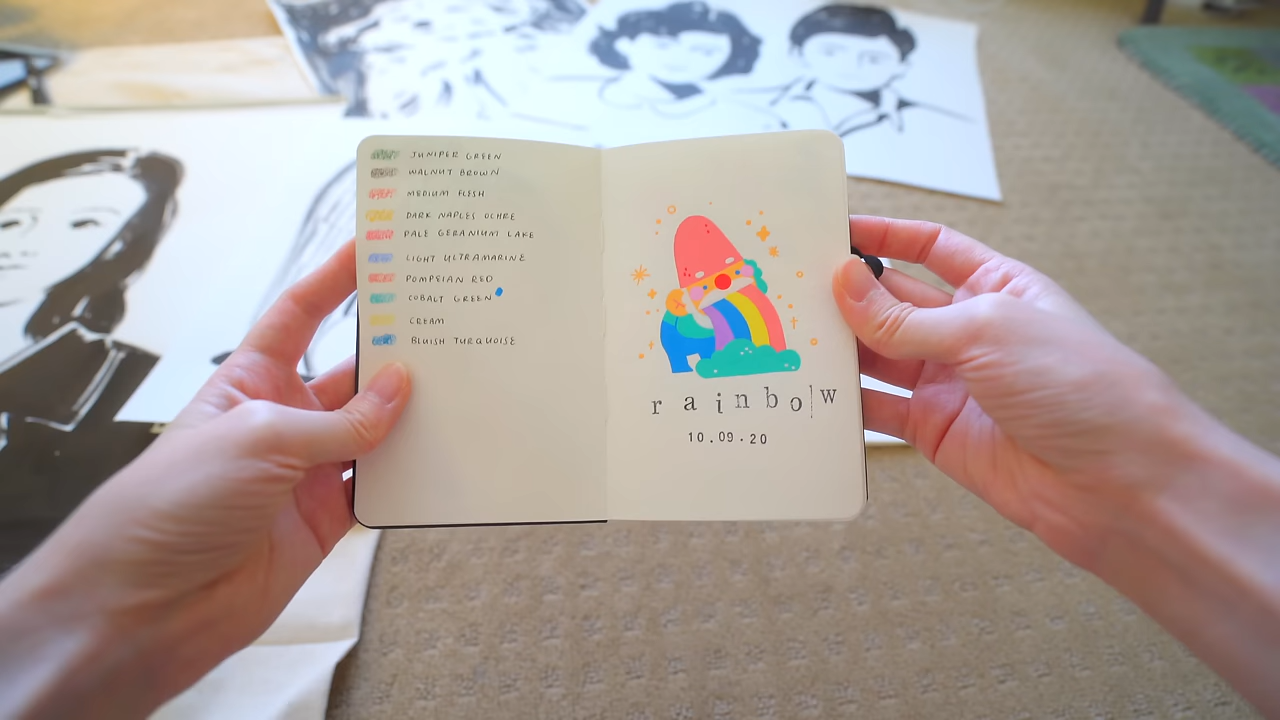 JUNIPER GREEN
WALNUT BROWN
MEDIUM FLESH
DARK NAPLES OCHRE
PALE GERANIUM LAKE
LIGHT ULTRAMARINE
POMPEIAN RED
COBALT GREEN
CREAM
BLUISH TURQUOISE
rainbow
10.09.20